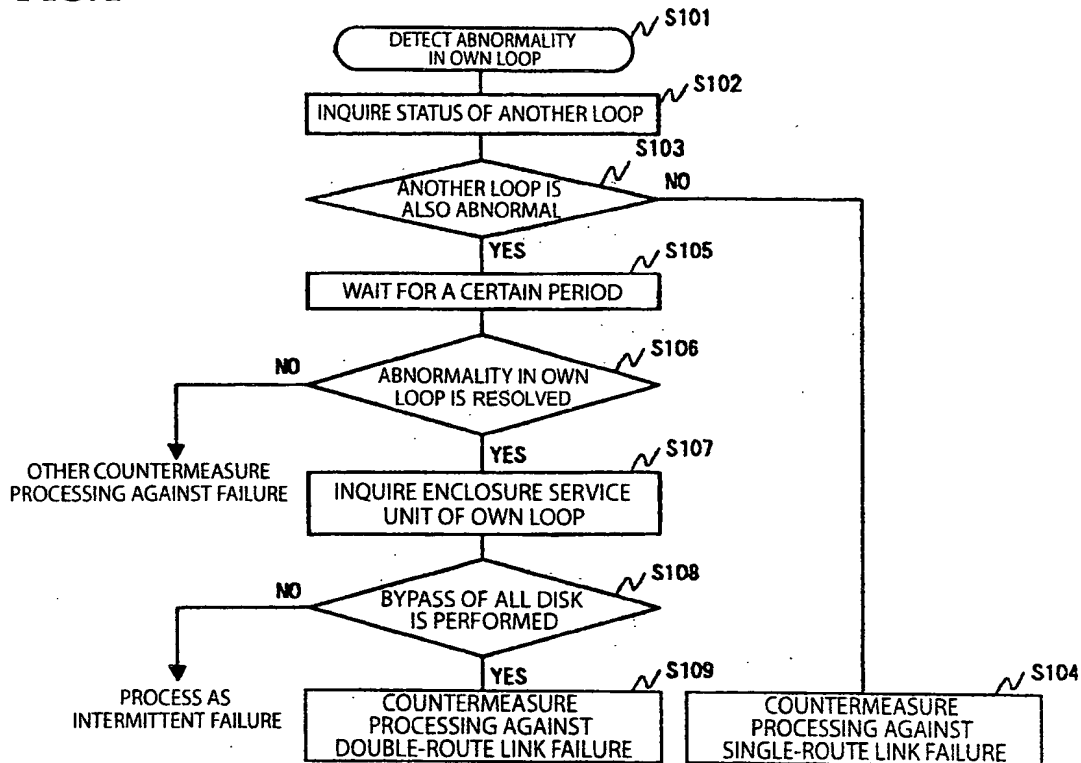 S101
DETECT ABNORMALITY
IN OWN LOOP
S102
INQUIRE STATUS OF ANOTHER LOOP
S103
ANOTHER LOOP IS
ALSO ABNORMAL
NO
YES
S105
WAIT FOR A CERTAIN PERIOD
S106
NO
ABNORMALITY IN OWN
LOOP IS RESOLVED
YES
S107
OTHER COUNTERMEASURE
PROCESSING AGAINST FAILURE
INQUIRE ENCLOSURE SERVICE
UNIT OF OWN LOOP
S108
NO
BYPASS OF ALL DISK
IS PERFORMED
YES
S109
S104
PROCESS AS
INTERMITTENT FAILURE
COUNTERMEASURE
PROCESSING AGAINST
DOUBLE-ROUTE LINK FAILURE
COUNTERMEASURE
PROCESSING AGAINST
SINGLE-ROUTE LINK FAILURE